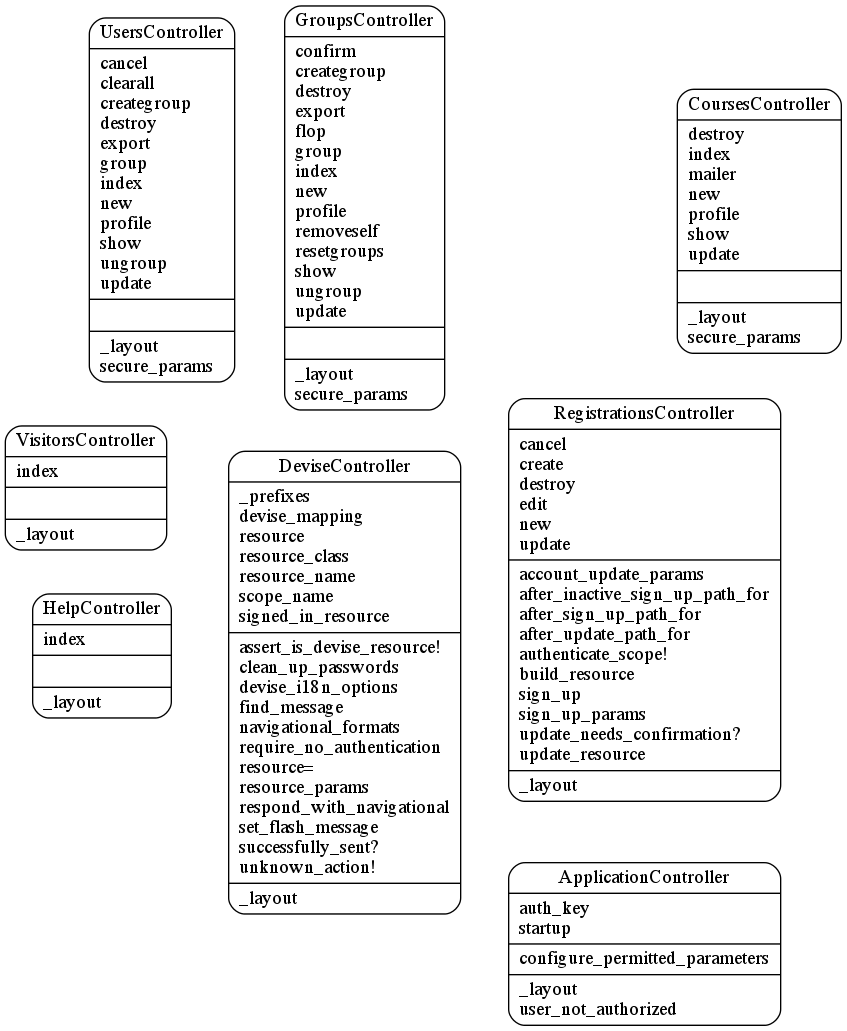 UsersController
cancel
clearall
creategroup
destroy
export
group
index
new
profile
show
ungroup
update
_layout
secure_params
GroupsController
confirm
creategroup
destroy
export
flop
group
index
new
profile
removeself
resetgroups
show
ungroup
update
_layout
secure_params
CoursesController
destroy
index
mailer
new
profile
show
update
_layout
secure_params
VisitorsController
index
_layout
HelpController
index
_layout
DeviseController
_prefixes
devise_mapping
resource
resource_class
resource_name
scope_name
signed_in_resource
assert_is_devise_resource!
clean_up_passwords
devise_i18n_options
find_message
navigational_formats
require_no_authentication
resource=
resource_params
respond_with_navigational
set_flash_message
successfully_sent?
unknown_action!
_layout
RegistrationsController
cancel
create
destroy
edit
new
update
account_update_params
after_inactive_sign_up_path_for
after_sign_up_path_for
after_update_path_for
authenticate_scope!
build_resource
sign_up
sign_up_params
update_needs_confirmation?
update_resource
_layout
ApplicationController
auth_key
startup
configure_permitted_parameters
_layout
user_not_authorized